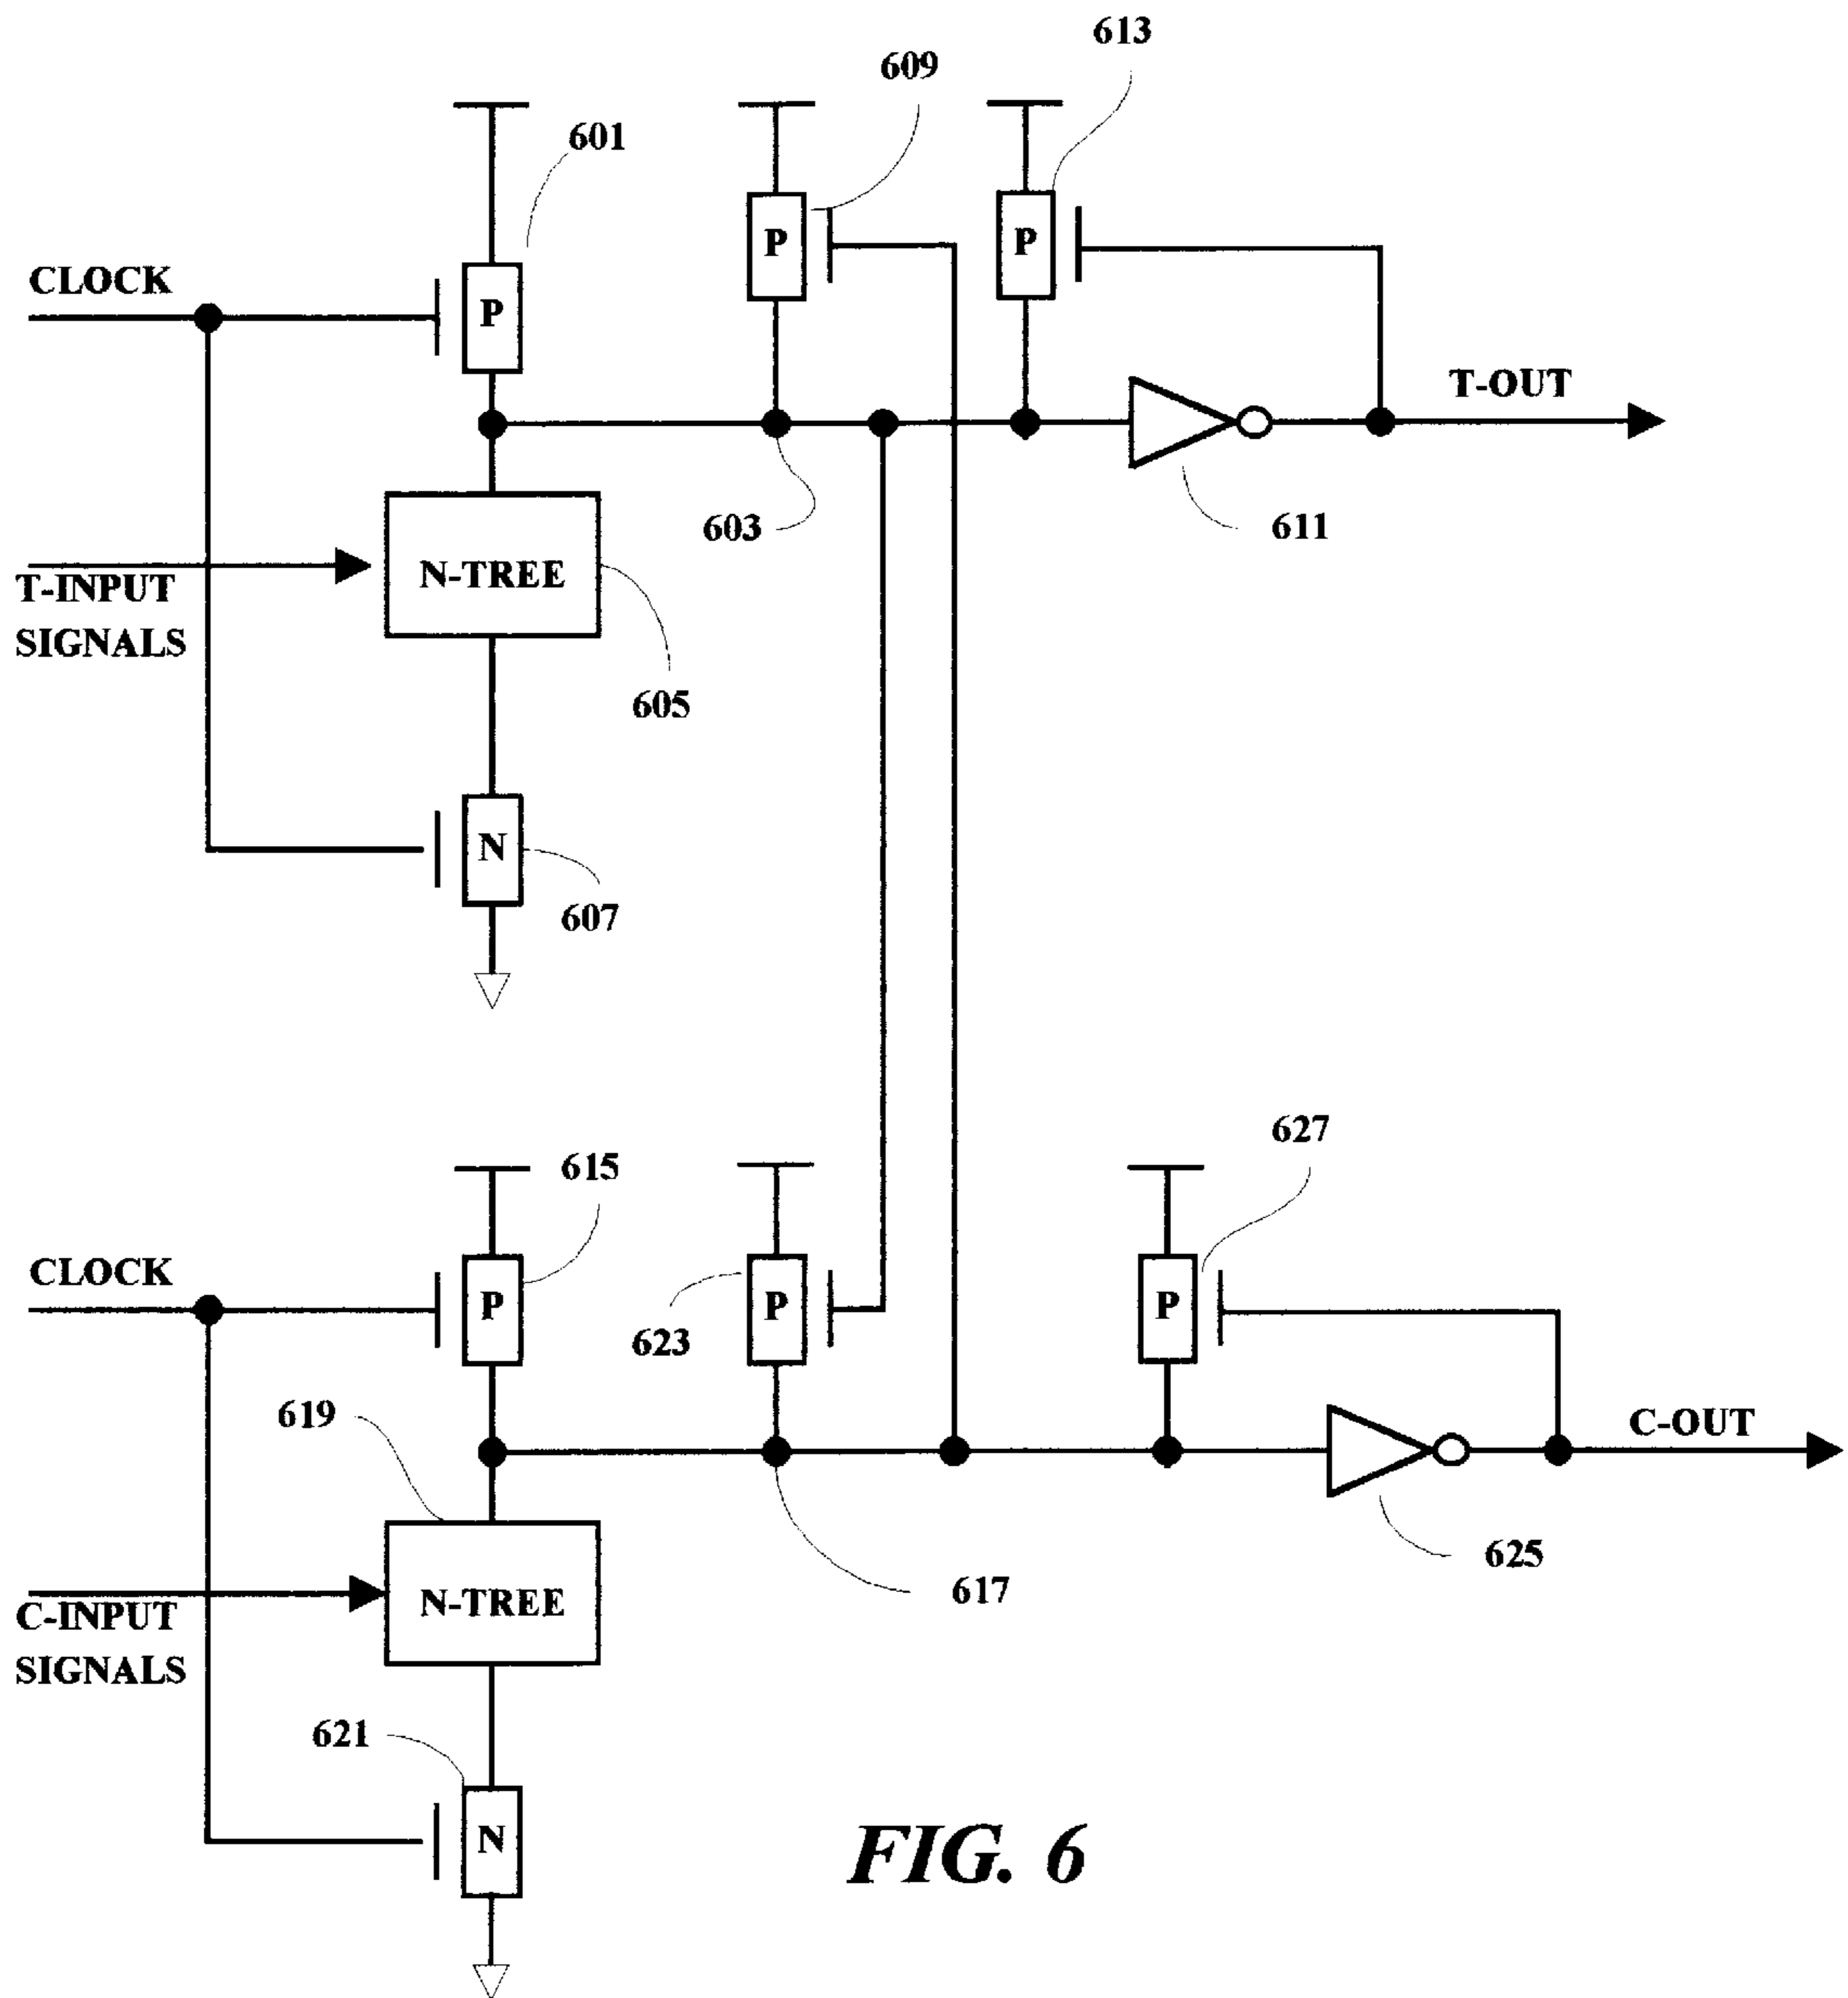 613
609
601
P
P
CLOCK
P
T-OUT
603
611
N-TREE
T-INPUT
SIGNALS
605
N
607
627
615
CLOCK
P
P
P
623
619
C-OUT
625
N-TREE
617
C-INPUT
SIGNALS
621
N
FIG. 6